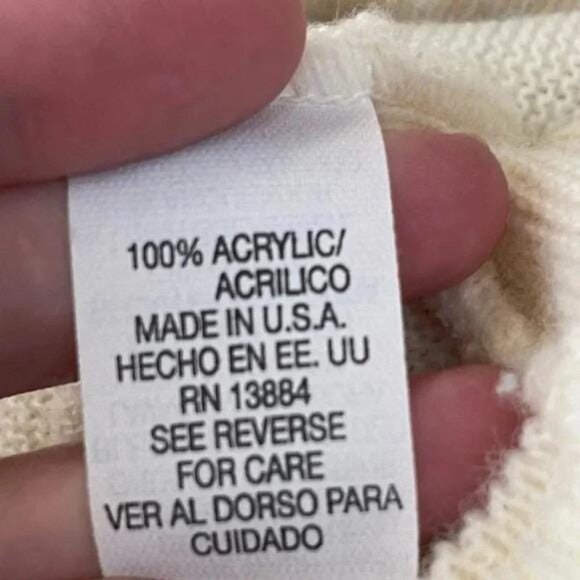 100% ACRYLIC/
ACRILICO
MADE IN U.S.A.
HECHO EN EE. UU
RN 13884
SEE REVERSE
FOR CARE
VER AL DORSO PARA
CUIDADO